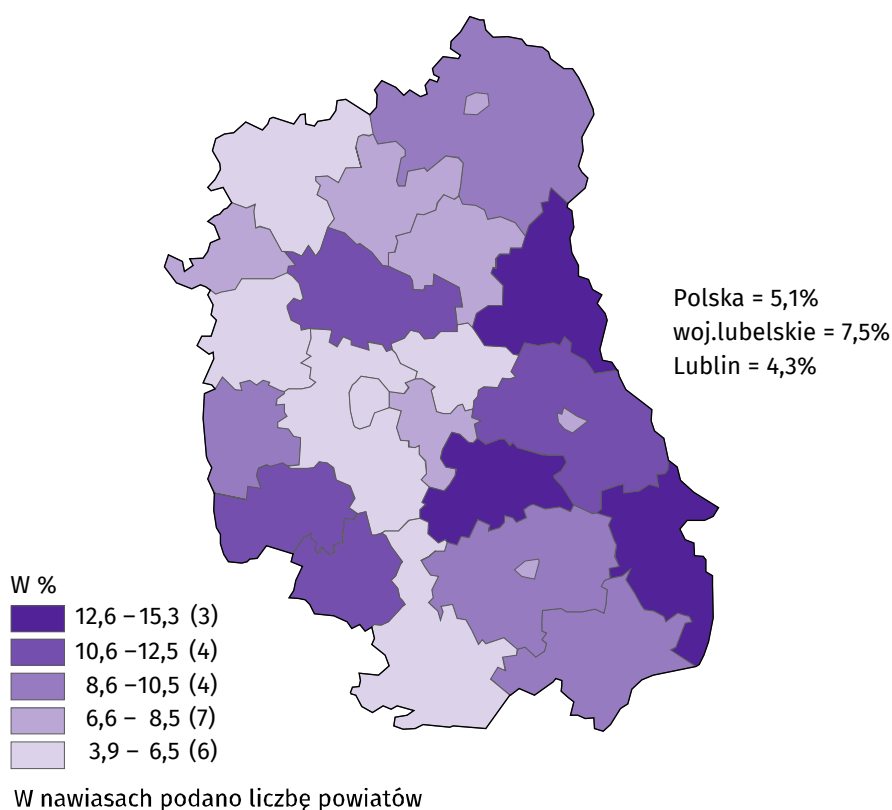 Polska = 5,1%
woj.lubelskie = 7,5%
Lublin = 4,3%
W %
12,6 – 15,3 (3)
10,6 – 12,5 (4)
8,6 – 10,5 (4)
6,6 – 8,5 (7)
3,9 – 6,5 (6)
W nawiasach podano liczbę powiatów